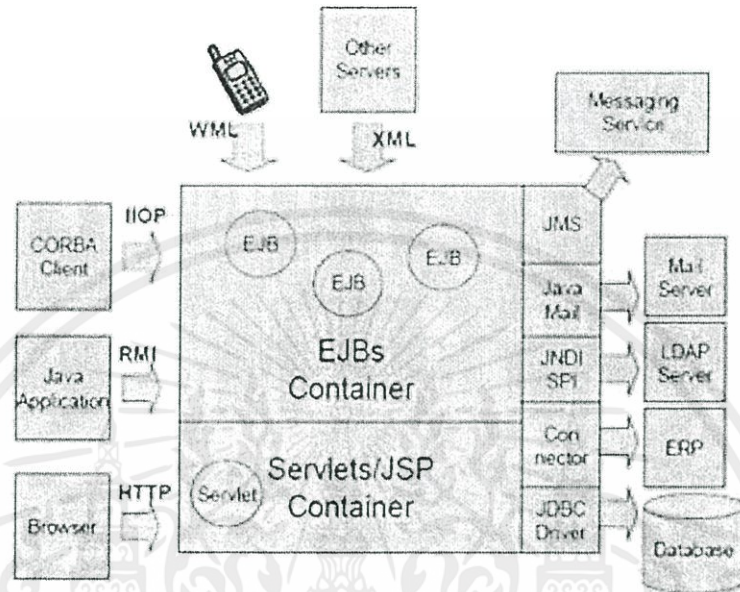 Other
Servers
Messaging
Service
WML
XML
IIOP
CORBA
Client
EJB
EJB
EJB
JMS
Java
Mail
Mail
Server
EJBs
Container
RMI
Java
Application
JNDI
SPI
LDAP
Server
Con
nector
ERP
Servlets/JSP
Container
Servlet
HTTP
Browser
JDBC
Driver
Database